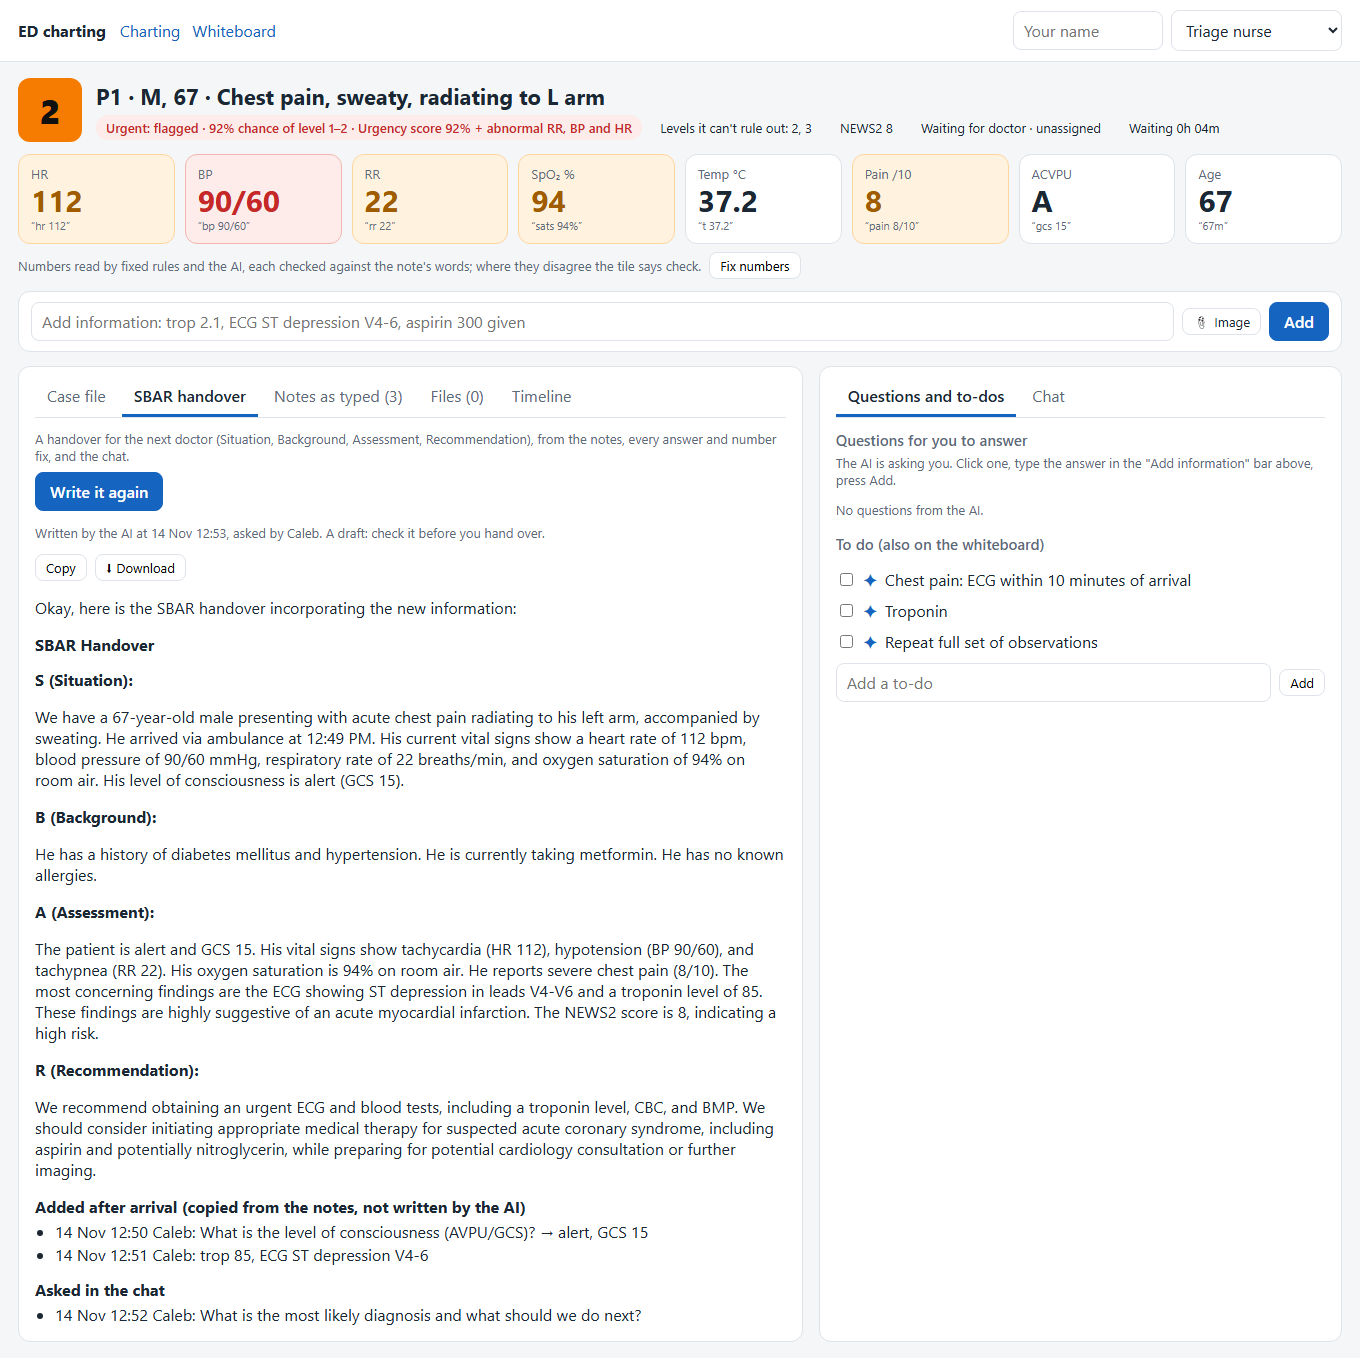 ED charting Charting Whiteboard Your name Triage nurse
2
P1 · M, 67 · Chest pain, sweaty, radiating to L arm
Urgent: flagged · 92% chance of level 1–2 · Urgency score 92% + abnormal RR, BP and HR Levels it can't rule out: 2, 3 NEWS2 8 Waiting for doctor · unassigned Waiting 0h 04m
HR
112
“hr 112”
BP
90/60
“bp 90/60”
RR
22
“rr 22”
SpO₂ %
94
“sats 94%”
Temp °C
37.2
“t 37.2”
Pain /10
8
“pain 8/10”
ACVPU
A
“gcs 15”
Age
67
“67m”
Numbers read by fixed rules and the AI, each checked against the note's words; where they disagree the tile says check. Fix numbers
Add information: trop 2.1, ECG ST depression V4-6, aspirin 300 given Image Add
Case file SBAR handover Notes as typed (3) Files (0) Timeline
A handover for the next doctor (Situation, Background, Assessment, Recommendation), from the notes, every answer and number
fix, and the chat.
Write it again
Written by the AI at 14 Nov 12:53, asked by Caleb. A draft: check it before you hand over.
Copy ⬇ Download
Okay, here is the SBAR handover incorporating the new information:
SBAR Handover
S (Situation):
We have a 67-year-old male presenting with acute chest pain radiating to his left arm, accompanied by
sweating. He arrived via ambulance at 12:49 PM. His current vital signs show a heart rate of 112 bpm,
blood pressure of 90/60 mmHg, respiratory rate of 22 breaths/min, and oxygen saturation of 94% on
room air. His level of consciousness is alert (GCS 15).
B (Background):
He has a history of diabetes mellitus and hypertension. He is currently taking metformin. He has no known
allergies.
A (Assessment):
The patient is alert and GCS 15. His vital signs show tachycardia (HR 112), hypotension (BP 90/60), and
tachypnea (RR 22). His oxygen saturation is 94% on room air. He reports severe chest pain (8/10). The
most concerning findings are the ECG showing ST depression in leads V4-V6 and a troponin level of 85.
These findings are highly suggestive of an acute myocardial infarction. The NEWS2 score is 8, indicating a
high risk.
R (Recommendation):
We recommend obtaining an urgent ECG and blood tests, including a troponin level, CBC, and BMP. We
should consider initiating appropriate medical therapy for suspected acute coronary syndrome, including
aspirin and potentially nitroglycerin, while preparing for potential cardiology consultation or further
imaging.
Added after arrival (copied from the notes, not written by the AI)
• 14 Nov 12:50 Caleb: What is the level of consciousness (AVPU/GCS)? → alert, GCS 15
• 14 Nov 12:51 Caleb: trop 85, ECG ST depression V4-6
Asked in the chat
• 14 Nov 12:52 Caleb: What is the most likely diagnosis and what should we do next?
Questions and to-dos Chat
Questions for you to answer
The AI is asking you. Click one, type the answer in the "Add information" bar above,
press Add.
No questions from the AI.
To do (also on the whiteboard)
✦ Chest pain: ECG within 10 minutes of arrival
✦ Troponin
✦ Repeat full set of observations
Add a to-do Add